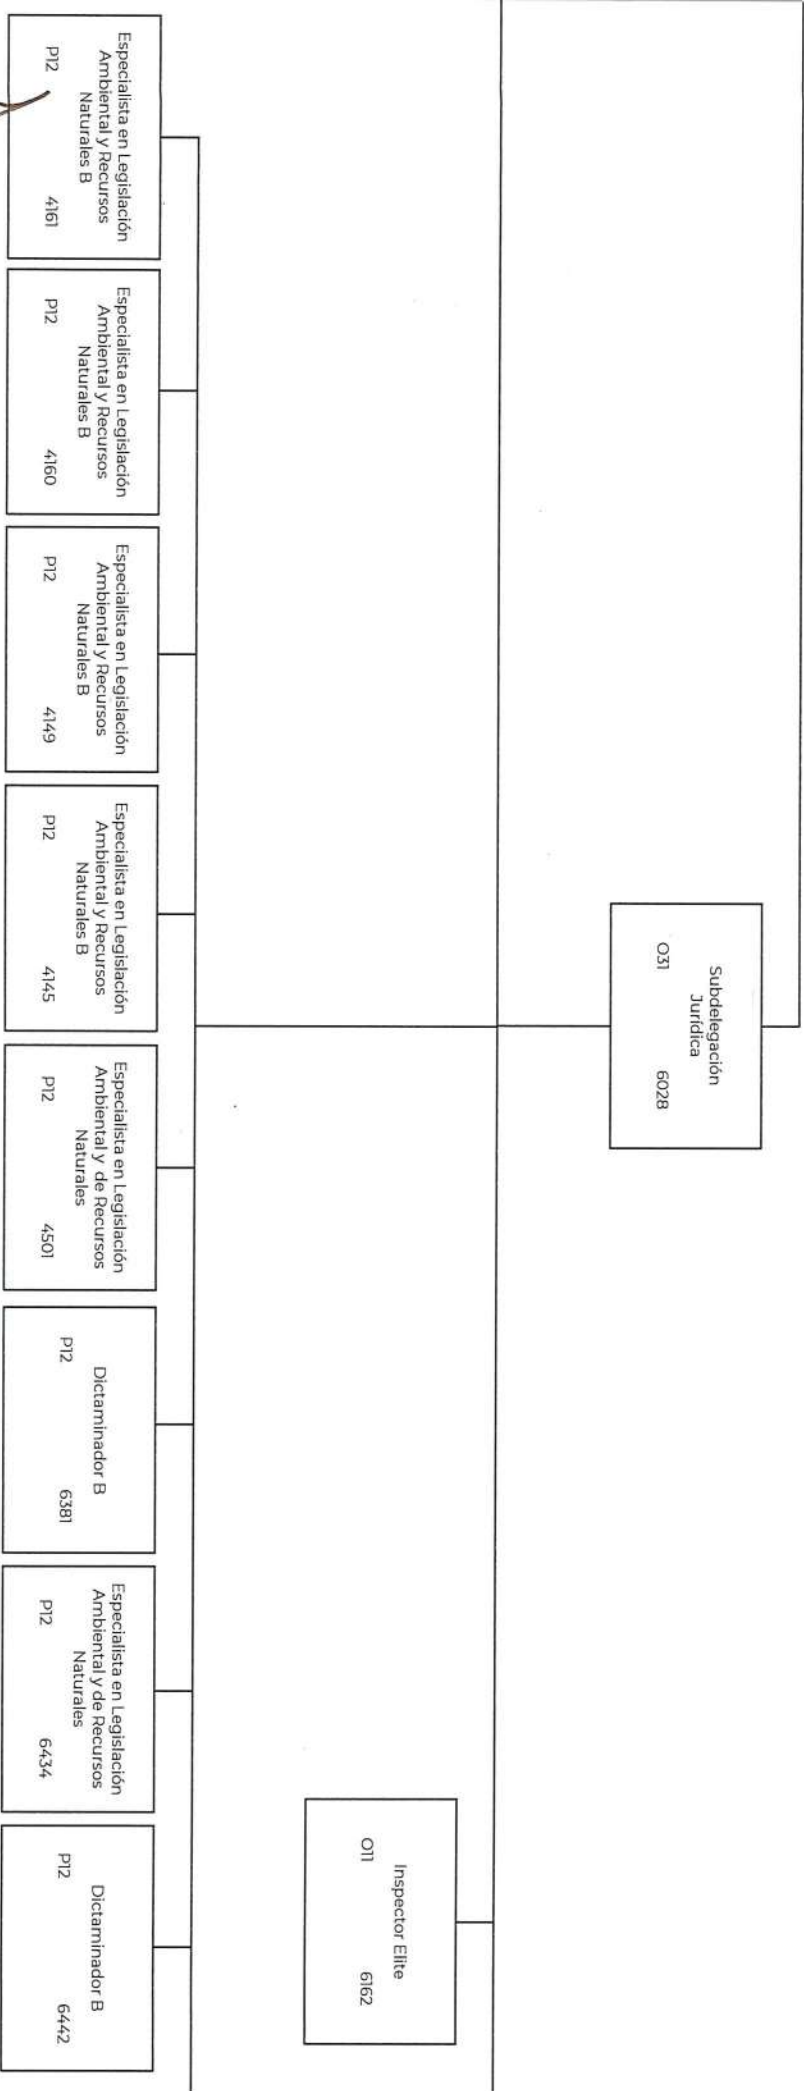 Subdelegación
Jurídica
O31 6028
Inspector Elite
O11 6162
Especialista en Legislación
Ambiental y Recursos
Naturales B
P12 4161
Especialista en Legislación
Ambiental y Recursos
Naturales B
P12 4160
Especialista en Legislación
Ambiental y Recursos
Naturales B
P12 4149
Especialista en Legislación
Ambiental y Recursos
Naturales B
P12 4145
Especialista en Legislación
Ambiental y de Recursos
Naturales
P12 4501
Dictaminador B
P12 6381
Especialista en Legislación
Ambiental y de Recursos
Naturales
P12 6434
Dictaminador B
P12 6442